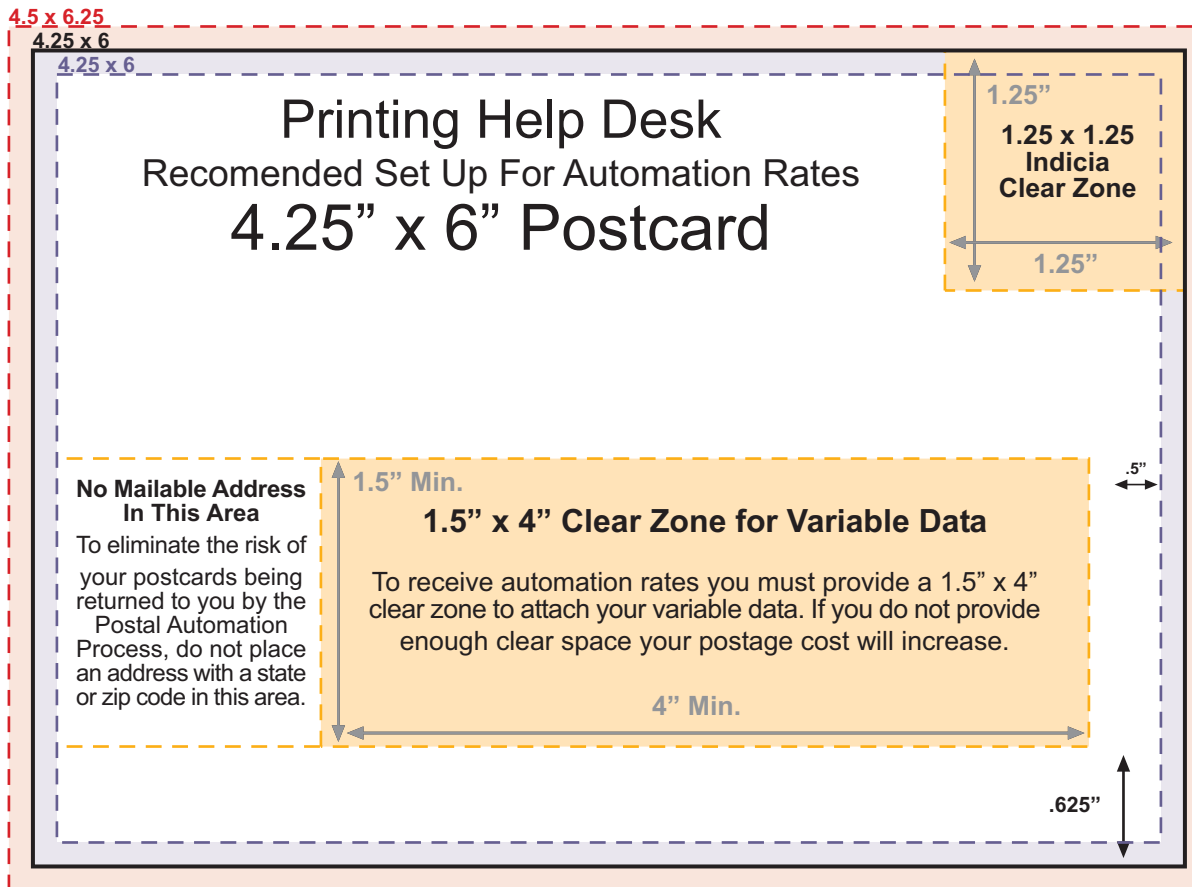 4.5 x 6.25
4.25 x 6
4.25 x 6
Printing Help Desk
Recomended Set Up For Automation Rates
4.25” x 6” Postcard
1.25”
1.25 x 1.25
Indicia
Clear Zone
1.25”
No Mailable Address
In This Area
To eliminate the risk of
your postcards being
returned to you by the
Postal Automation
Process, do not place
an address with a state
or zip code in this area.
1.5” Min.
1.5” x 4” Clear Zone for Variable Data
To receive automation rates you must provide a 1.5” x 4”
clear zone to attach your variable data. If you do not provide
enough clear space your postage cost will increase.
4” Min.
.5”
.625”